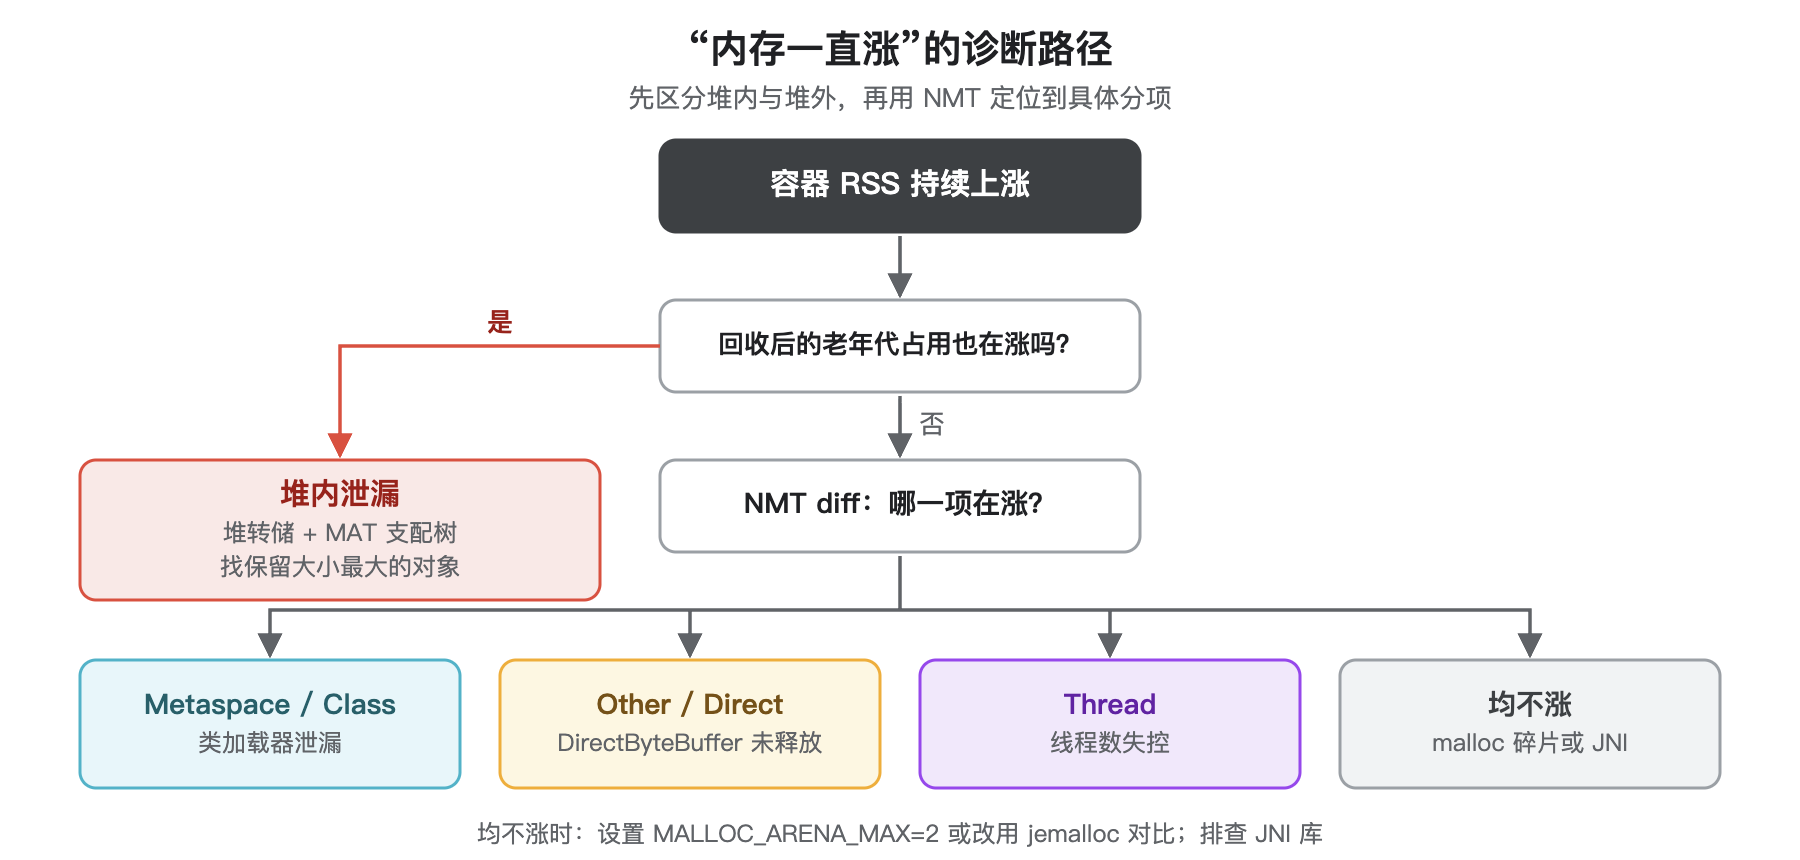 “内存一直涨”的诊断路径
先区分堆内与堆外，再用 NMT 定位到具体分项
容器 RSS 持续上涨
回收后的老年代占用也在涨吗？
是
否
堆内泄漏
堆转储 + MAT 支配树
找保留大小最大的对象
NMT diff：哪一项在涨？
Metaspace / Class
类加载器泄漏
Other / Direct
DirectByteBuffer 未释放
Thread
线程数失控
均不涨
malloc 碎片或 JNI
均不涨时：设置 MALLOC_ARENA_MAX=2 或改用 jemalloc 对比；排查 JNI 库